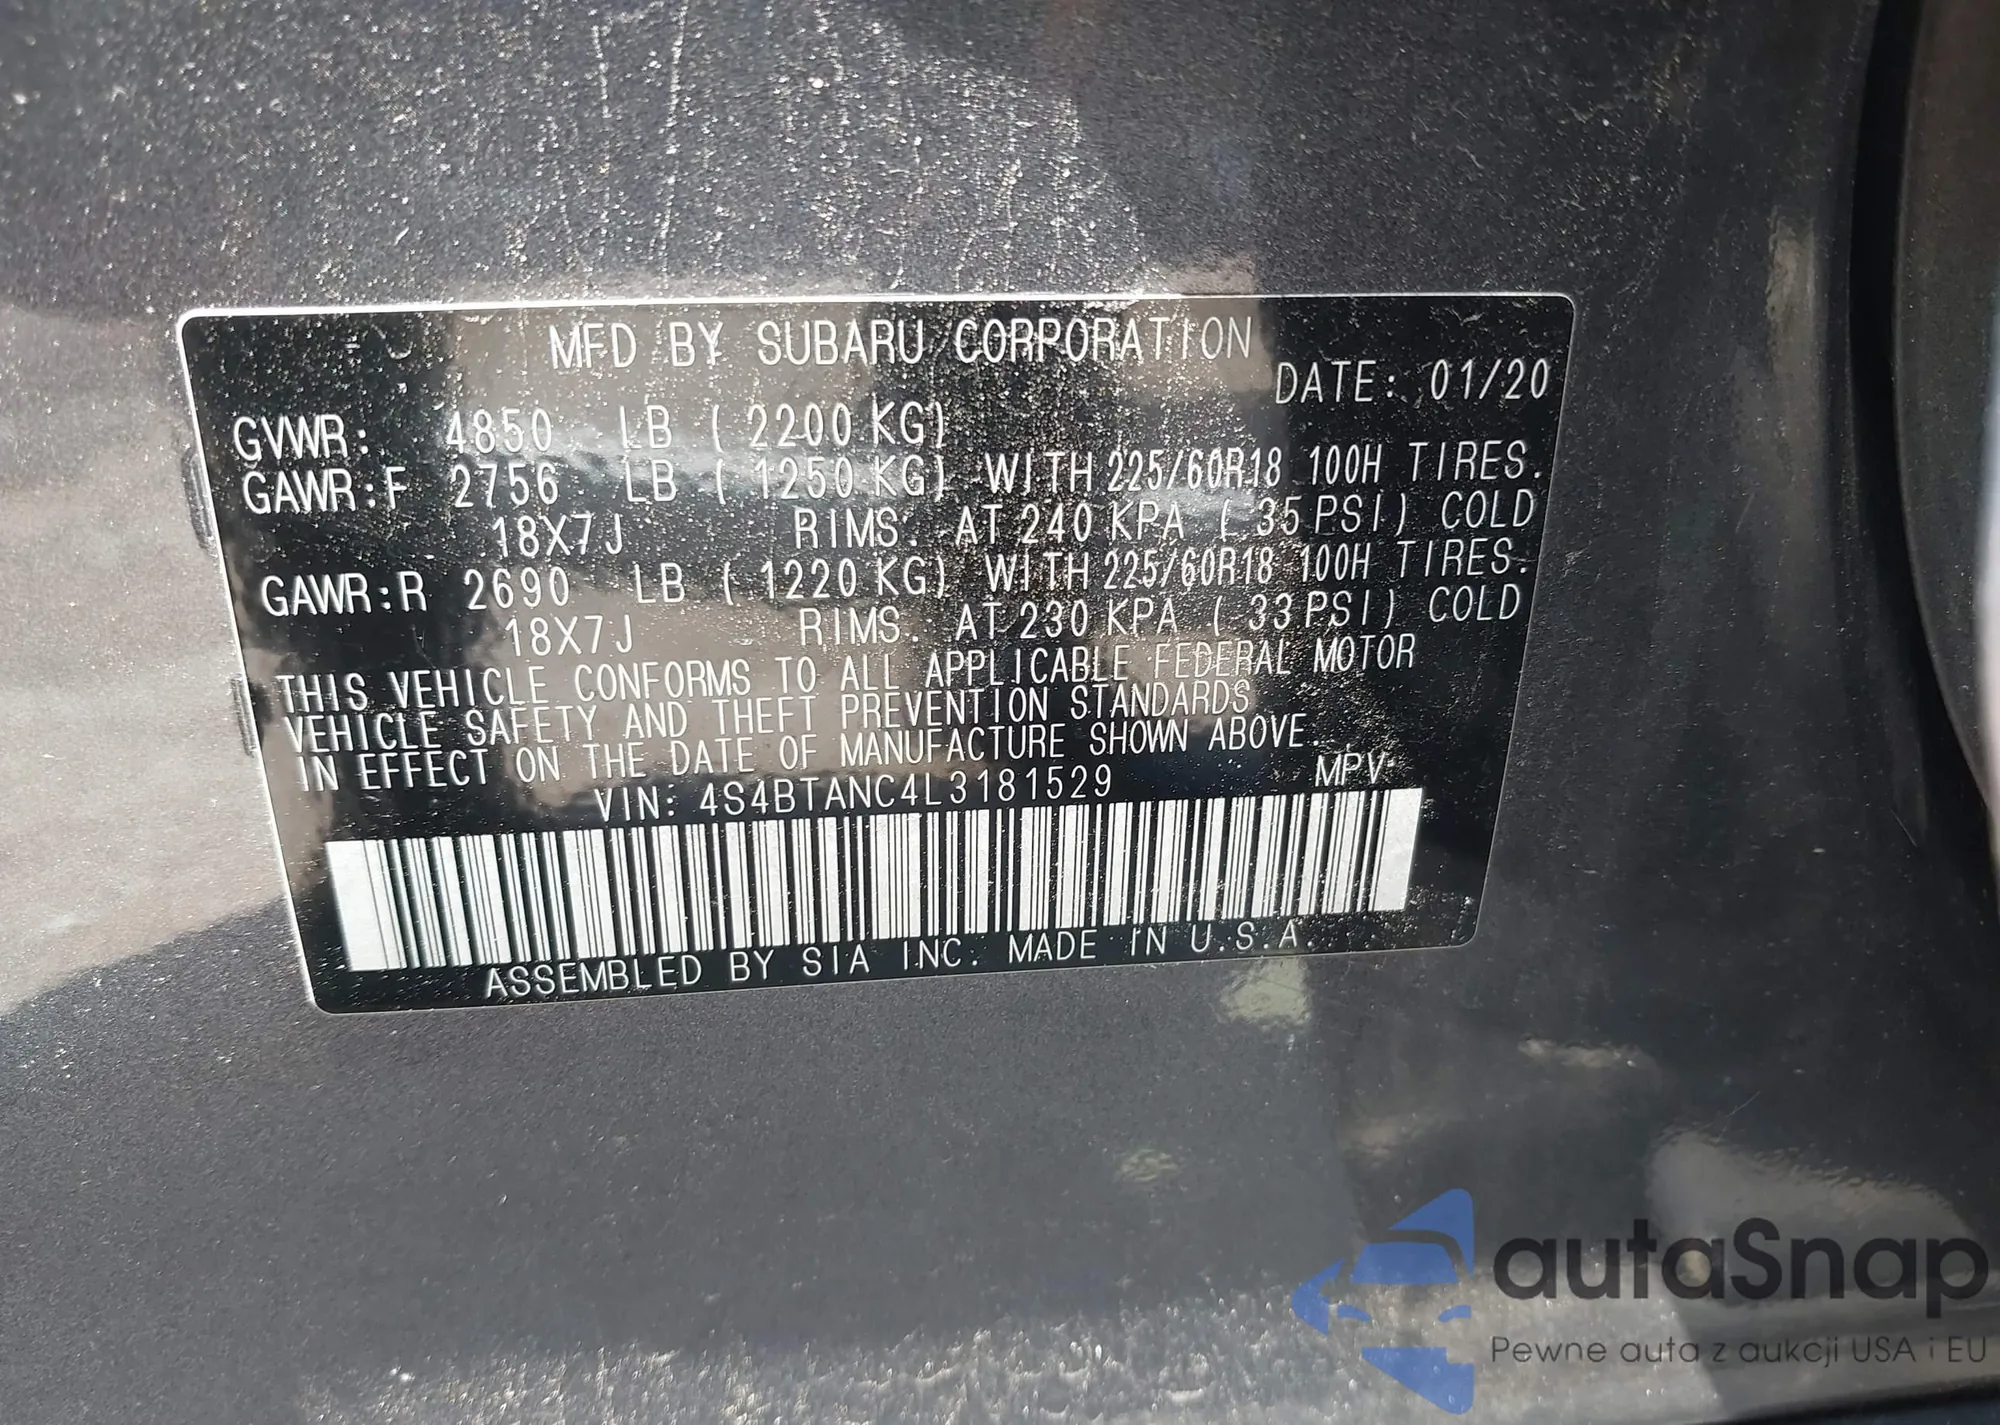 MFD BY SUBARU CORPORATION
DATE: 01/20
GVWR: 4850 LB ( 2200 KG)
GAWR:F 2756 LB ( 1250 KG) WITH 225/60R18 100H TIRES.
18X7J RIMS. AT 240 KPA ( 35 PSI) COLD
GAWR:R 2690 LB ( 1220 KG) WITH 225/60R18 100H TIRES.
18X7J RIMS. AT 230 KPA ( 33 PSI) COLD
THIS VEHICLE CONFORMS TO ALL APPLICABLE FEDERAL MOTOR
VEHICLE SAFETY AND THEFT PREVENTION STANDARDS
IN EFFECT ON THE DATE OF MANUFACTURE SHOWN ABOVE.
VIN: 4S4BTANC4L3181529 MPV
ASSEMBLED BY SIA INC. MADE IN U.S.A.
autaSnap
Pewne auta z aukcji USA i EU